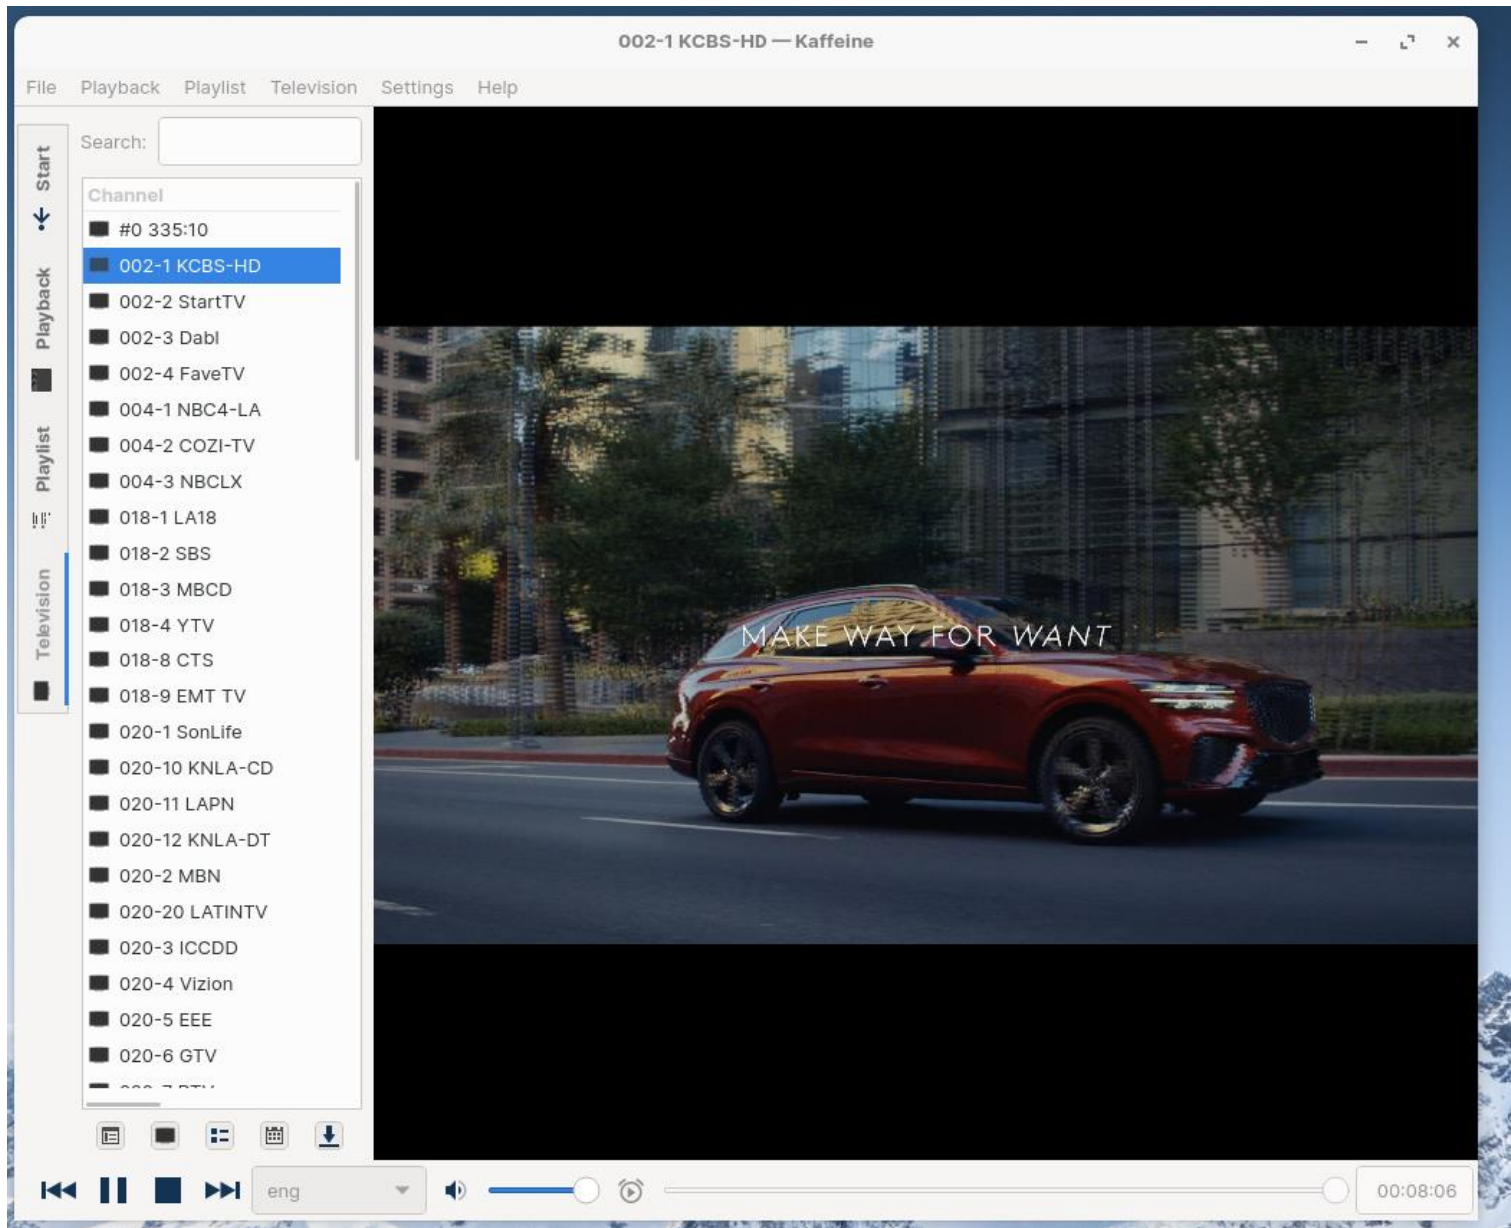 002-1 KCBS-HD — Kaffeine
File Playback Playlist Television Settings Help
Start
Playback
Playlist
Television
Search:
Channel
#0 335:10
002-1 KCBS-HD
002-2 StartTV
002-3 Dabl
002-4 FaveTV
004-1 NBC4-LA
004-2 COZI-TV
004-3 NBCLX
018-1 LA18
018-2 SBS
018-3 MBCD
018-4 YTV
018-8 CTS
018-9 EMT TV
020-1 SonLife
020-10 KNLA-CD
020-11 LAPN
020-12 KNLA-DT
020-2 MBN
020-20 LATINTV
020-3 ICCDD
020-4 Vizion
020-5 EEE
020-6 GTV
MAKE WAY FOR WANT
eng
00:08:06